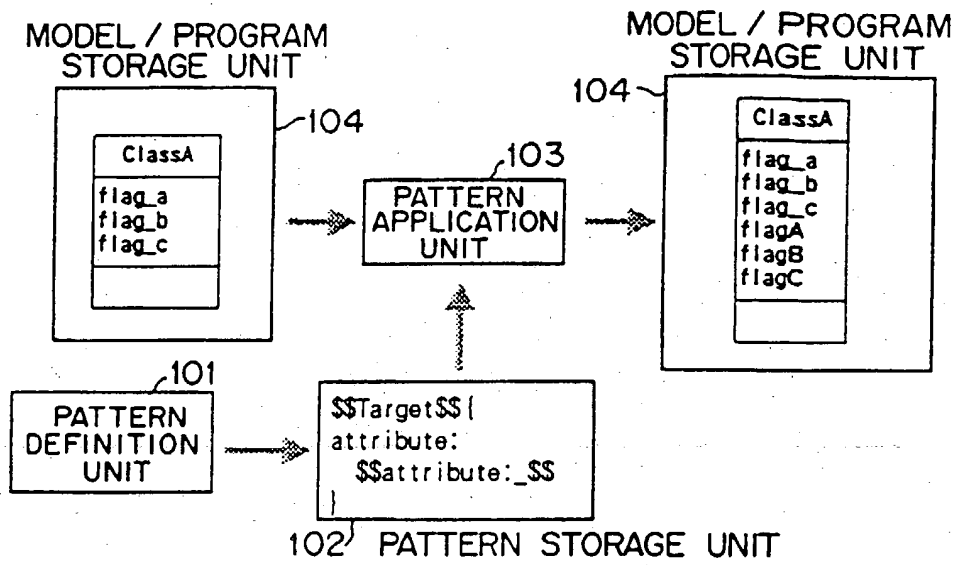 MODEL / PROGRAM
STORAGE UNIT
104
ClassA
flag_a
flag_b
flag_c
103
PATTERN
APPLICATION
UNIT
MODEL / PROGRAM
STORAGE UNIT
104
ClassA
flag_a
flag_b
flag_c
flagA
flagB
flagC
101
PATTERN
DEFINITION
UNIT
$$Target$${
attribute:
$$attribute:_$$
}
102 PATTERN STORAGE UNIT